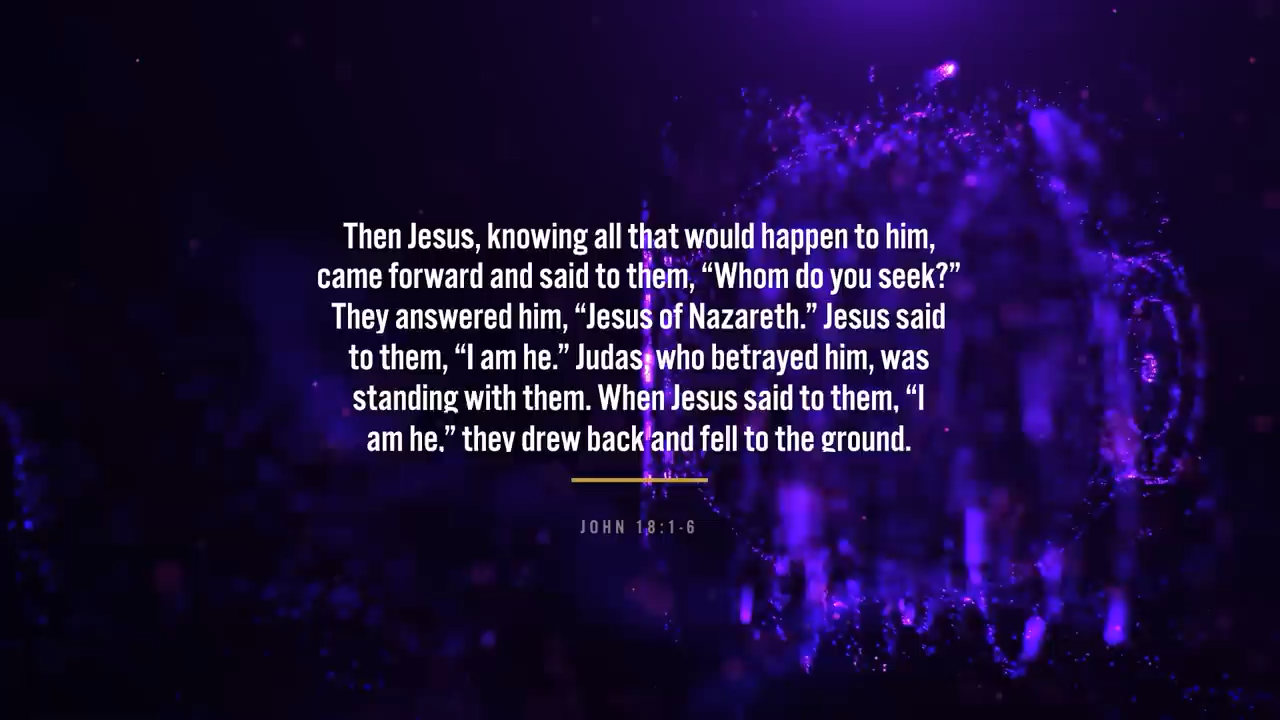 Then Jesus, knowing all that would happen to him,
came forward and said to them, “Whom do you seek?”
They answered him, “Jesus of Nazareth.” Jesus said
to them, “I am he.” Judas, who betrayed him, was
standing with them. When Jesus said to them, “I
am he,” they drew back and fell to the ground.
JOHN 18:1-6